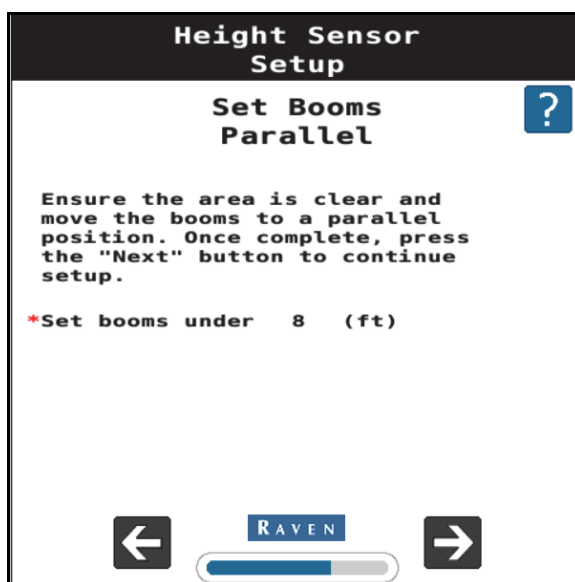 Height Sensor
Setup
Set Booms
Parallel
?
Ensure the area is clear and
move the booms to a parallel
position. Once complete, press
the "Next" button to continue
setup.
*Set booms under 8 (ft)
RAVEN